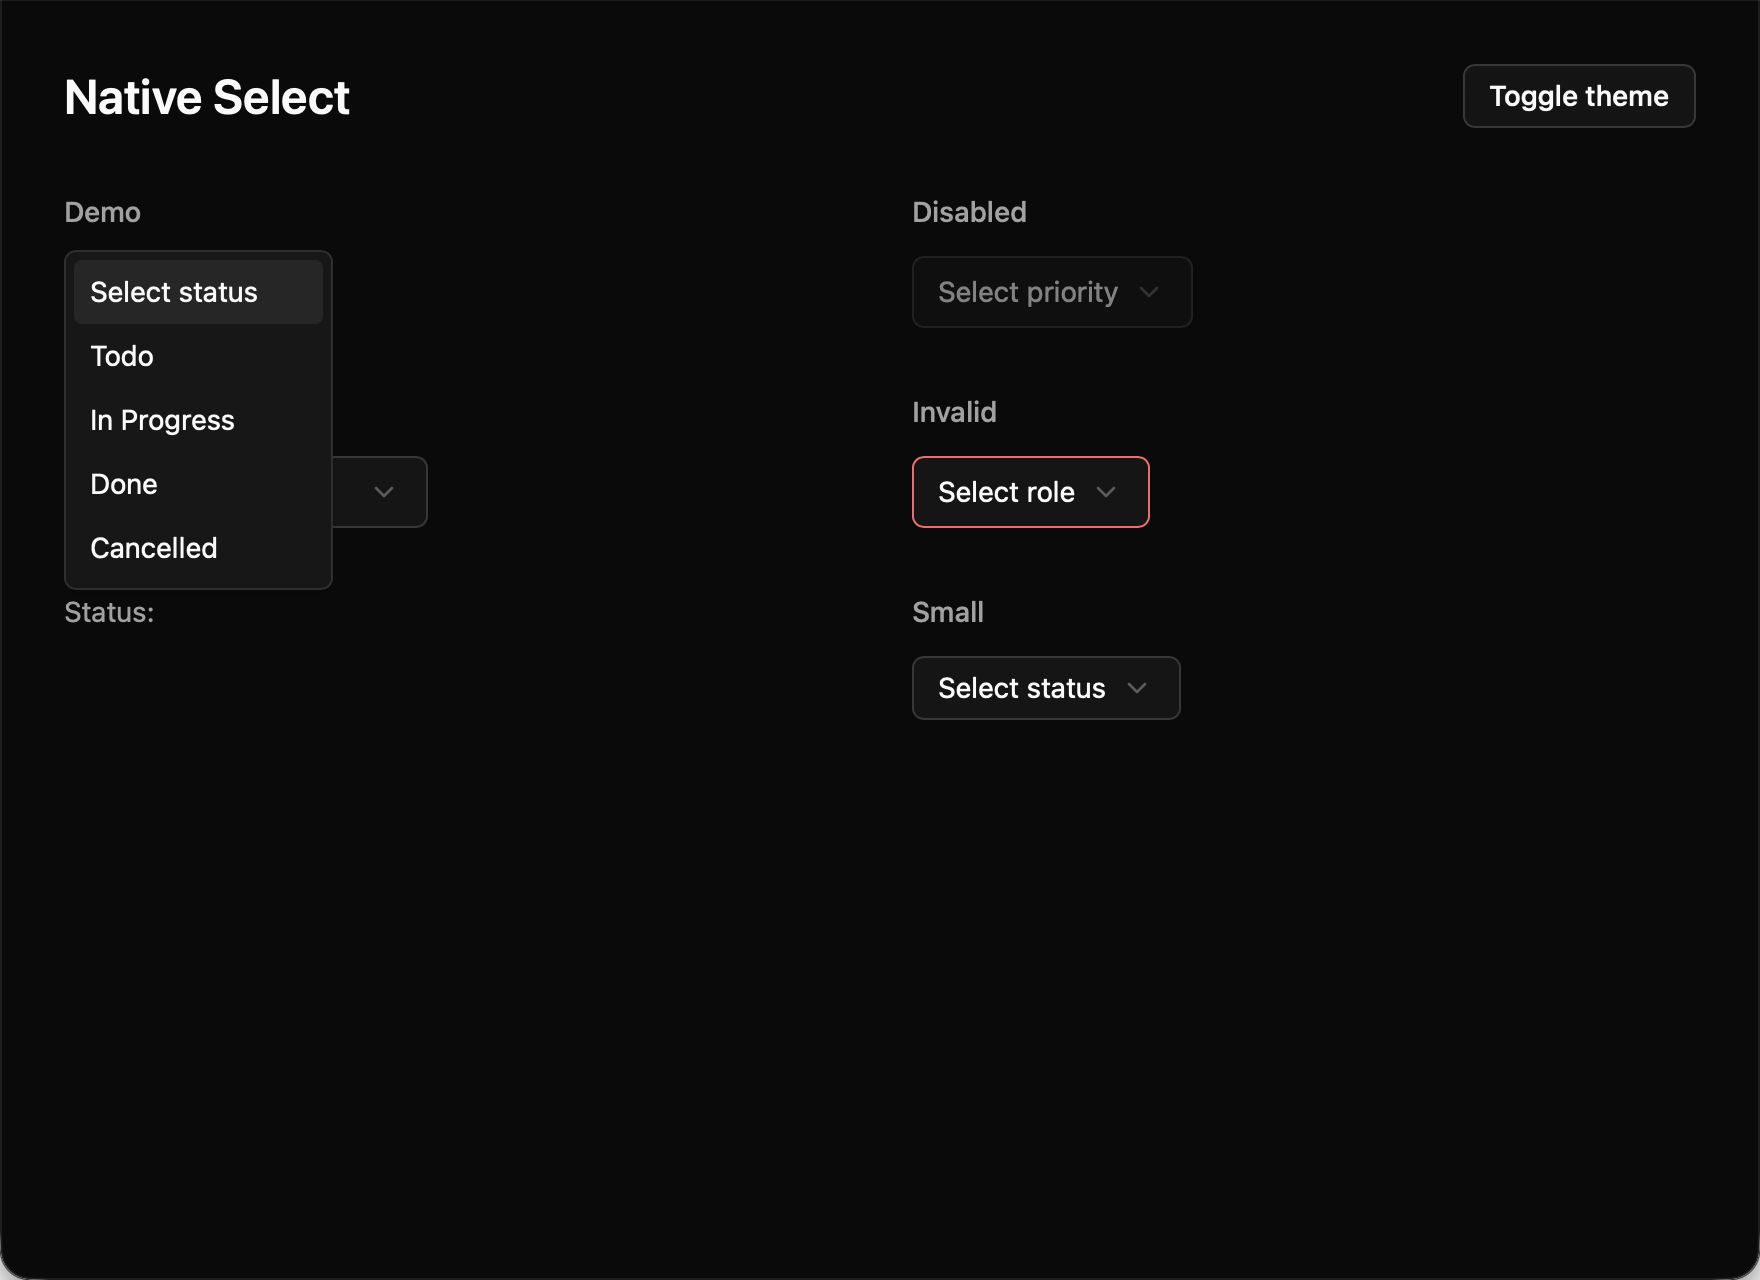 Native Select
Toggle theme
Demo
Select status
Todo
In Progress
Done
Cancelled
Status:
Disabled
Select priority
Invalid
Select role
Small
Select status